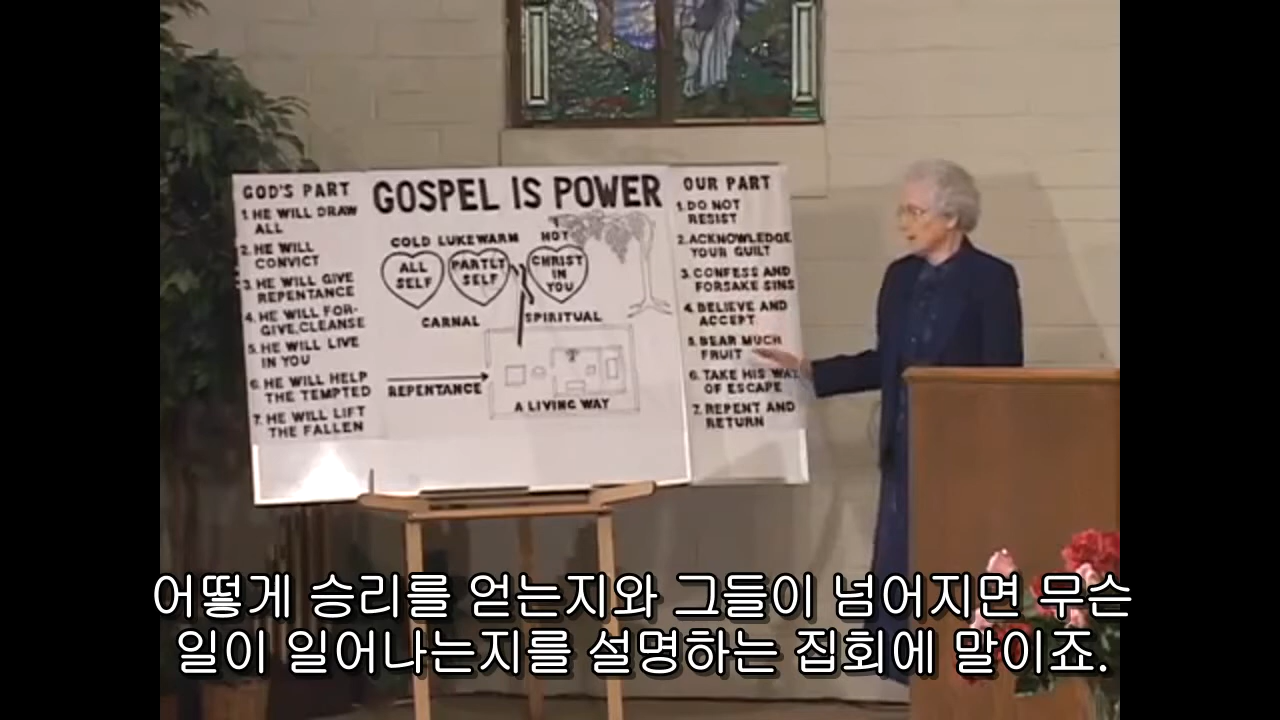 GOD'S PART
1. HE WILL DRAW
ALL
2. HE WILL
CONVICT
3. HE WILL GIVE
REPENTANCE
4. HE WILL FOR-
GIVE, CLEANSE
5. HE WILL LIVE
IN YOU
6. HE WILL HELP
THE TEMPTED
7. HE WILL LIFT
THE FALLEN
GOSPEL IS POWER
COLD LUKEWARM HOT
ALL
SELF
PARTLY
SELF
CHRIST
IN
YOU
CARNAL
SPIRITUAL
REPENTANCE
A LIVING WAY
OUR PART
1. DO NOT
RESIST
2. ACKNOWLEDGE
YOUR GUILT
3. CONFESS AND
FORSAKE SINS
4. BELIEVE AND
ACCEPT
5. BEAR MUCH
FRUIT
6. TAKE HIS WAY
OF ESCAPE
7. REPENT AND
RETURN
어떻게 승리를 얻는지와 그들이 넘어지면 무슨
일이 일어나는지를 설명하는 집회에 말이죠.